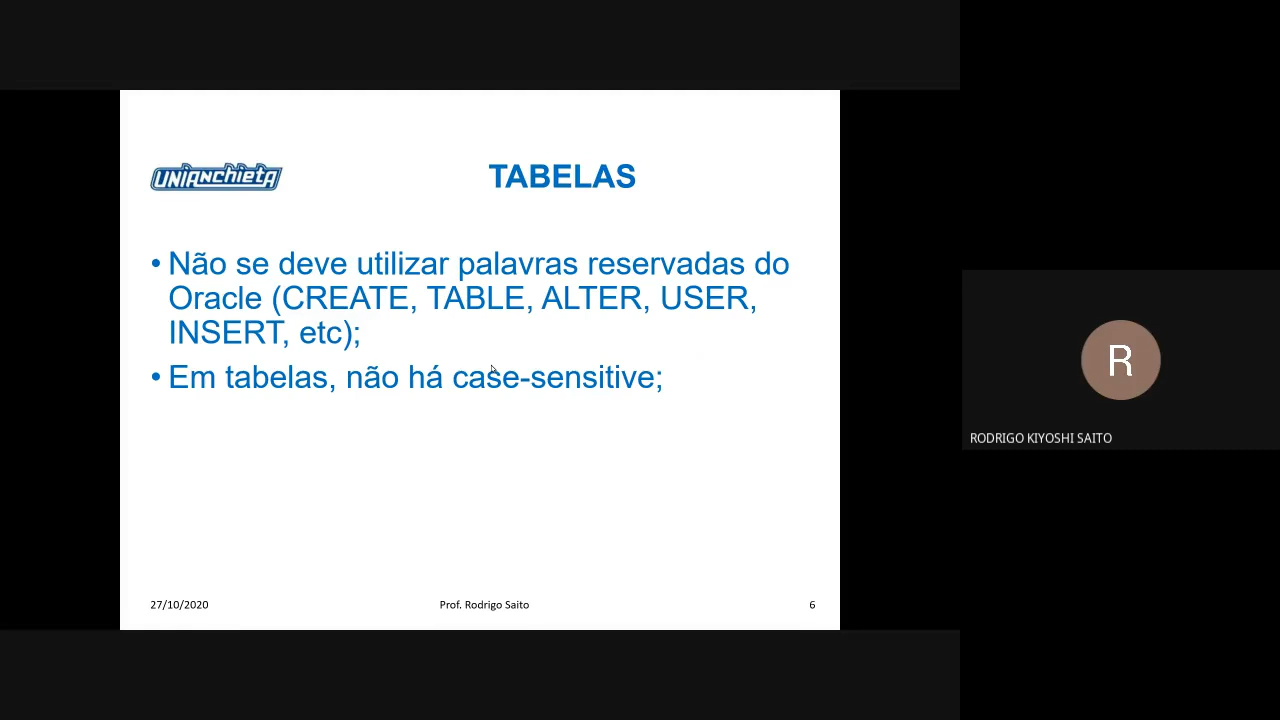 UNIANCHIETA
TABELAS
• Não se deve utilizar palavras reservadas do
Oracle (CREATE, TABLE, ALTER, USER,
INSERT, etc);
• Em tabelas, não há case-sensitive;
27/10/2020
Prof. Rodrigo Saito
6
R
RODRIGO KIYOSHI SAITO